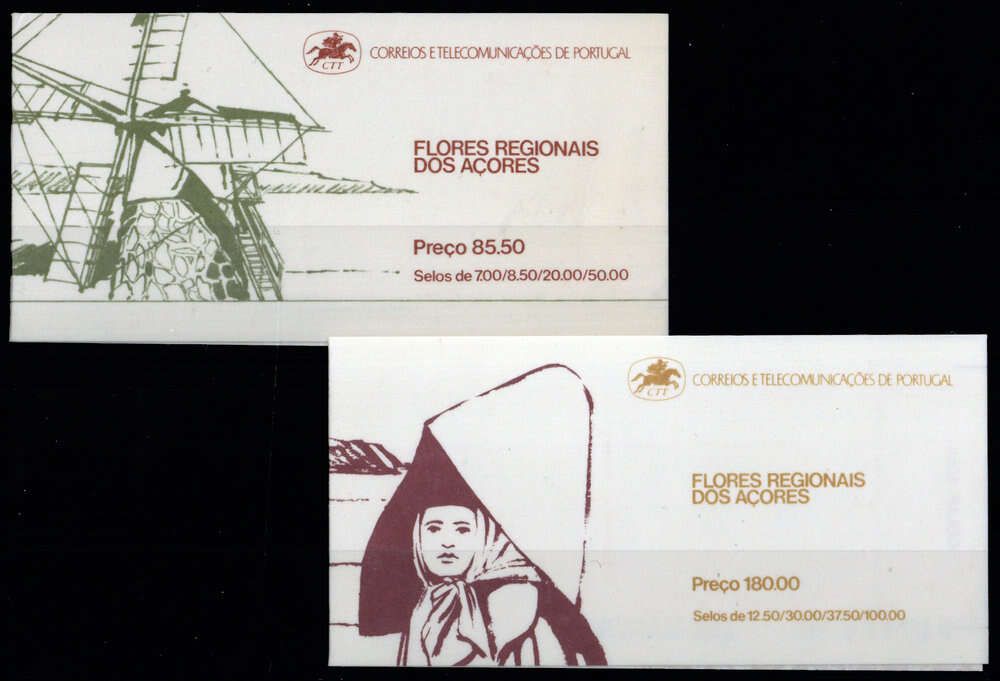 CTT
CORREIOS E TELECOMUNICAÇÕES DE PORTUGAL
FLORES REGIONAIS
DOS AÇORES
Preço 85.50
Selos de 7.00/8.50/20.00/50.00
CTT
CORREIOS E TELECOMUNICAÇÕES DE PORTUGAL
FLORES REGIONAIS
DOS AÇORES
Preço 180.00
Selos de 12.50/30.00/37.50/100.00